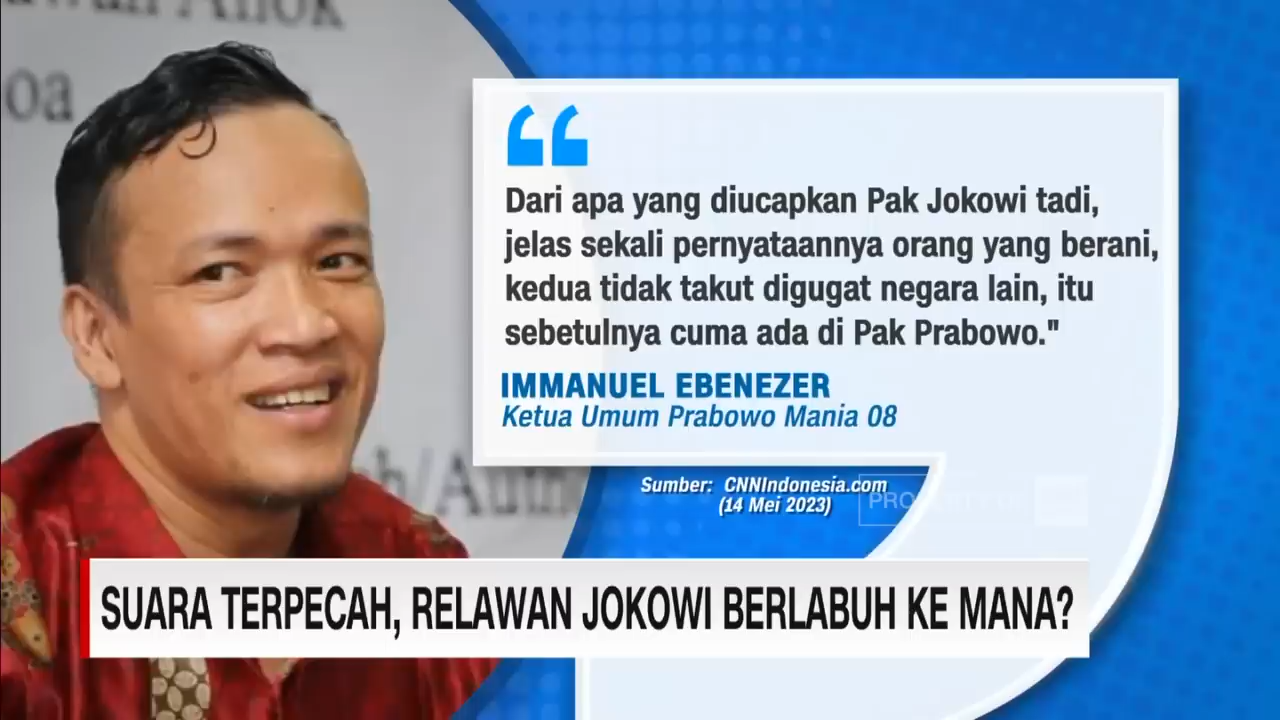 oa
Dari apa yang diucapkan Pak Jokowi tadi,
jelas sekali pernyataannya orang yang berani,
kedua tidak takut digugat negara lain, itu
sebetulnya cuma ada di Pak Prabowo."
IMMANUEL EBENEZER
Ketua Umum Prabowo Mania 08
Sumber: CNNIndonesia.com
(14 Mei 2023)
SUARA TERPECAH, RELAWAN JOKOWI BERLABUH KE MANA?